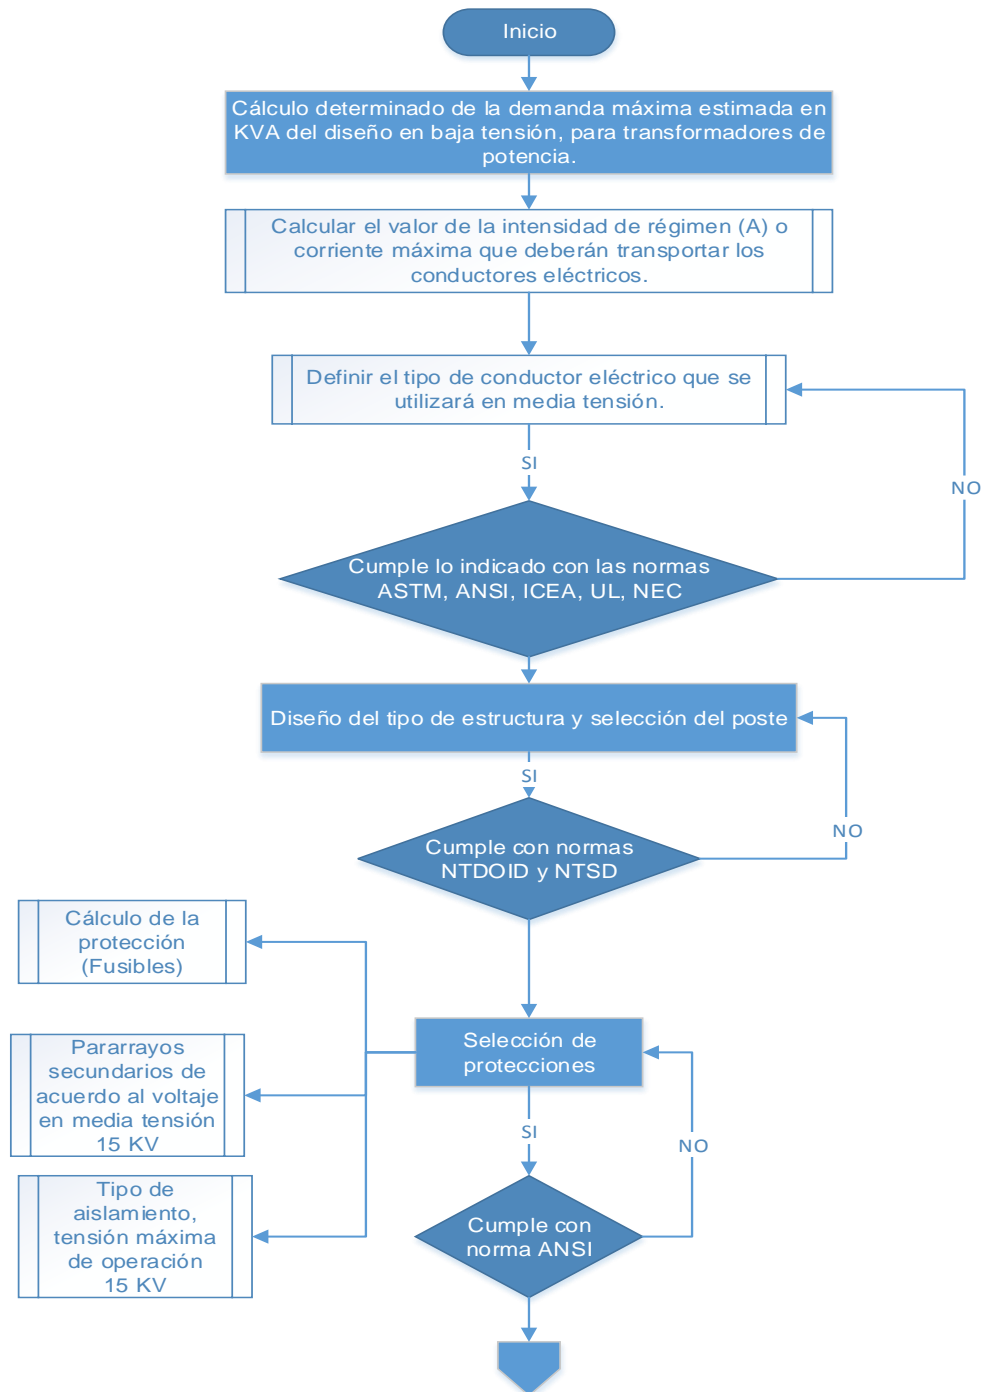 Inicio
Cálculo determinado de la demanda máxima estimada en
KVA del diseño en baja tensión, para transformadores de
potencia.
Calcular el valor de la intensidad de régimen (A) o
corriente máxima que deberán transportar los
conductores eléctricos.
Definir el tipo de conductor eléctrico que se
utilizará en media tensión.
SI
NO
Cumple lo indicado con las normas
ASTM, ANSI, ICEA, UL, NEC
Diseño del tipo de estructura y selección del poste
SI
NO
Cumple con normas
NTDOID y NTSD
Cálculo de la
protección
(Fusibles)
Selección de
protecciones
Pararrayos
secundarios de
acuerdo al voltaje
en media tensión
15 KV
SI
NO
Tipo de
aislamiento,
tensión máxima
de operación
15 KV
Cumple con
norma ANSI